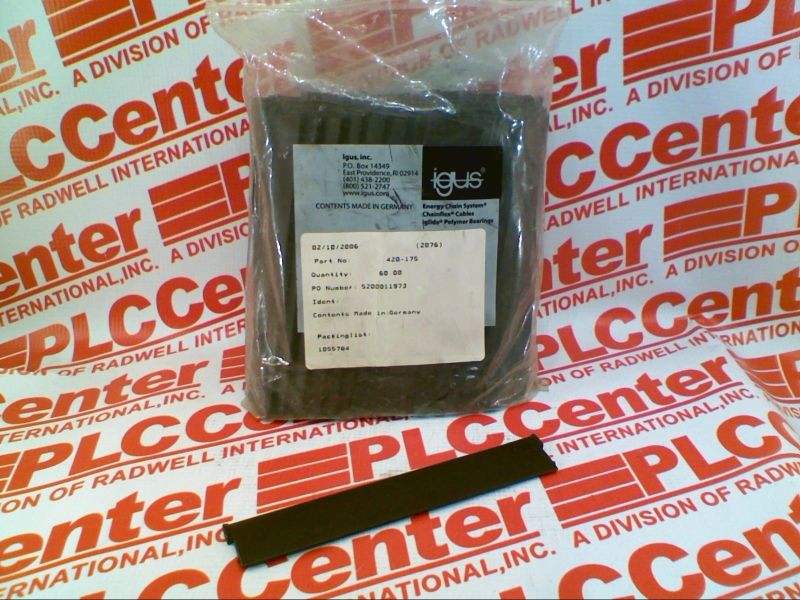 igus, inc.
P.O. Box 14349
East Providence, RI 02914
(401) 438-2200
(800) 521-2747
www.igus.com
CONTENTS MADE IN GERMANY
igus®
Energy Chain System®
Chainflex® Cables
iglide® Polymer Bearings
02/10/2006 (2076)
Part No: 420-175
Quantity: 60.00
PO Number: 5200011973
Ident:
Contents Made in Germany
Packinglist:
1055784
PLCCenter
A DIVISION OF RADWELL INTERNATIONAL, INC.